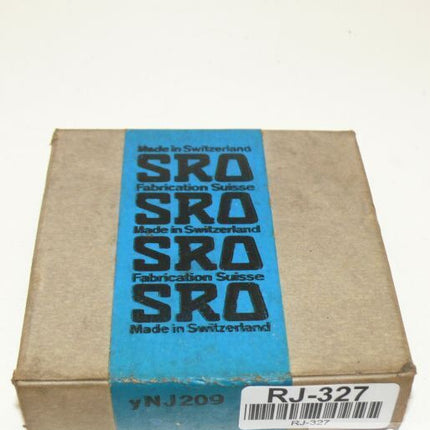 Made in Switzerland
SRO
Fabrication Suisse
SRO
Made in Switzerland
SRO
Fabrication Suisse
SRO
Made in Switzerland
yNJ209
RJ-327
RJ-327